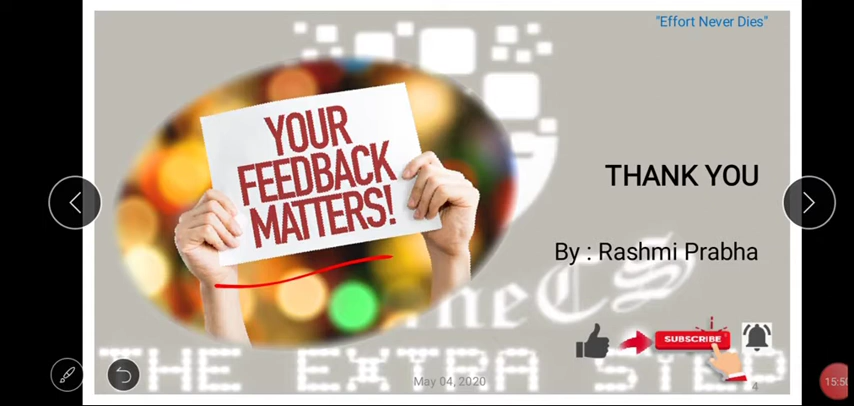 "Effort Never Dies"
YOUR
FEEDBACK
MATTERS!
THANK YOU
By : Rashmi Prabha
SUBSCRIBE
THE EXTRA STEP
May 04, 2020
4
15:50